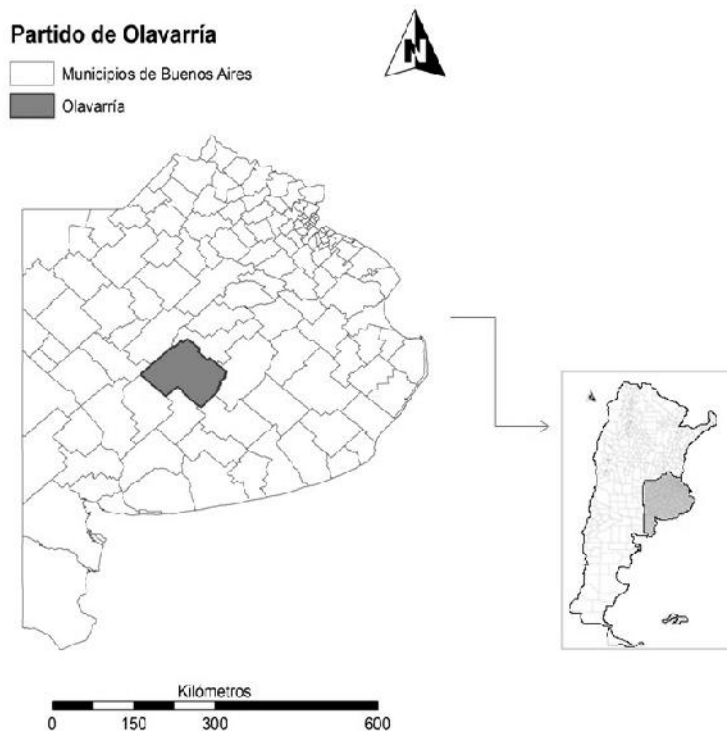 Partido de Olavarría
N
Municipios de Buenos Aires
Olavarría
Kilómetros
0 150 300 600